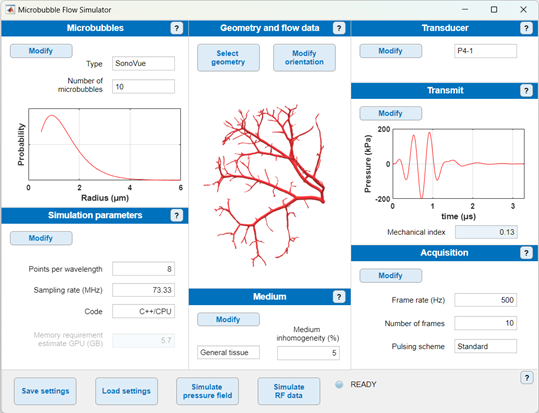 Microbubble Flow Simulator
Microbubbles
?
Modify
Type
SonoVue
Number of
microbubbles
10
Probability
0
2
4
6
Radius (µm)
Simulation parameters
?
Modify
Points per wavelength
8
Sampling rate (MHz)
73.33
Code
C++/CPU
Memory requirement
estimate GPU (GB)
5.7
Geometry and flow data
?
Select
geometry
Modify
orientation
Medium
?
Modify
Medium
inhomogeneity (%)
General tissue
5
Transducer
?
Modify
P4-1
Transmit
?
Modify
Pressure (kPa)
200
0
-200
0
1
2
3
time (µs)
Mechanical index
0.13
Acquisition
?
Modify
Frame rate (Hz)
500
Number of frames
10
Pulsing scheme
Standard
Save settings
Load settings
Simulate
pressure field
Simulate
RF data
READY
?